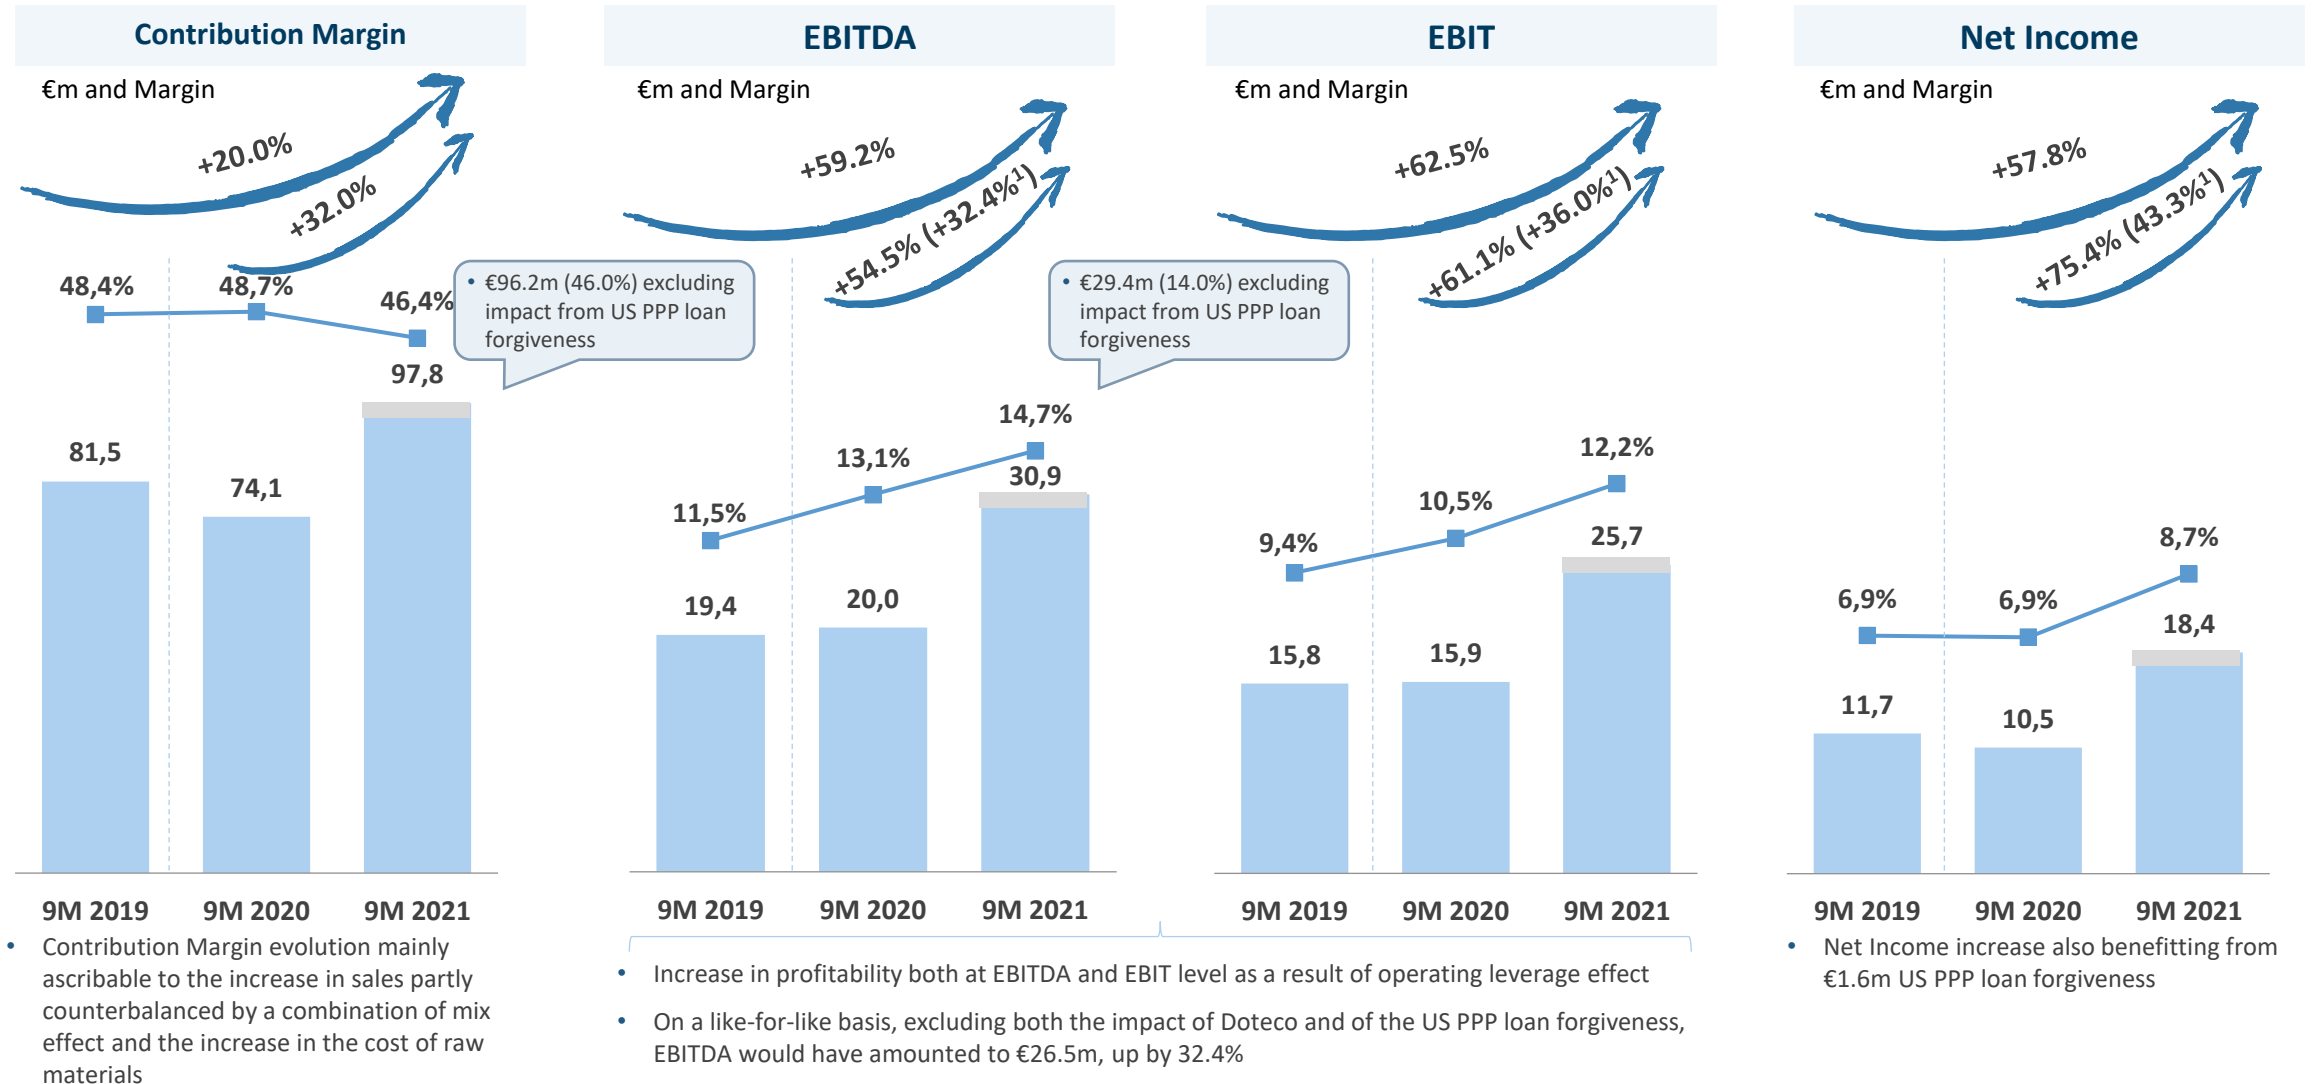 Contribution Margin
€m and Margin
+20.0%
+32.0%
48,4%
48,7%
46,4%
• €96.2m (46.0%) excluding
impact from US PPP loan
forgiveness
97,8
81,5
74,1
9M 2019
9M 2020
9M 2021
• Contribution Margin evolution mainly
ascribable to the increase in sales partly
counterbalanced by a combination of mix
effect and the increase in the cost of raw
materials
EBITDA
€m and Margin
+59.2%
+54.5% (+32.4%¹)
• €29.4m (14.0%) excluding
impact from US PPP loan
forgiveness
11,5%
13,1%
14,7%
19,4
20,0
30,9
9M 2019
9M 2020
9M 2021
EBIT
€m and Margin
+62.5%
+61.1% (+36.0%¹)
9,4%
10,5%
12,2%
15,8
15,9
25,7
9M 2019
9M 2020
9M 2021
• Increase in profitability both at EBITDA and EBIT level as a result of operating leverage effect
• On a like-for-like basis, excluding both the impact of Doteco and of the US PPP loan forgiveness,
EBITDA would have amounted to €26.5m, up by 32.4%
Net Income
€m and Margin
+57.8%
+75.4% (43.3%¹)
6,9%
6,9%
8,7%
11,7
10,5
18,4
9M 2019
9M 2020
9M 2021
• Net Income increase also benefitting from
€1.6m US PPP loan forgiveness